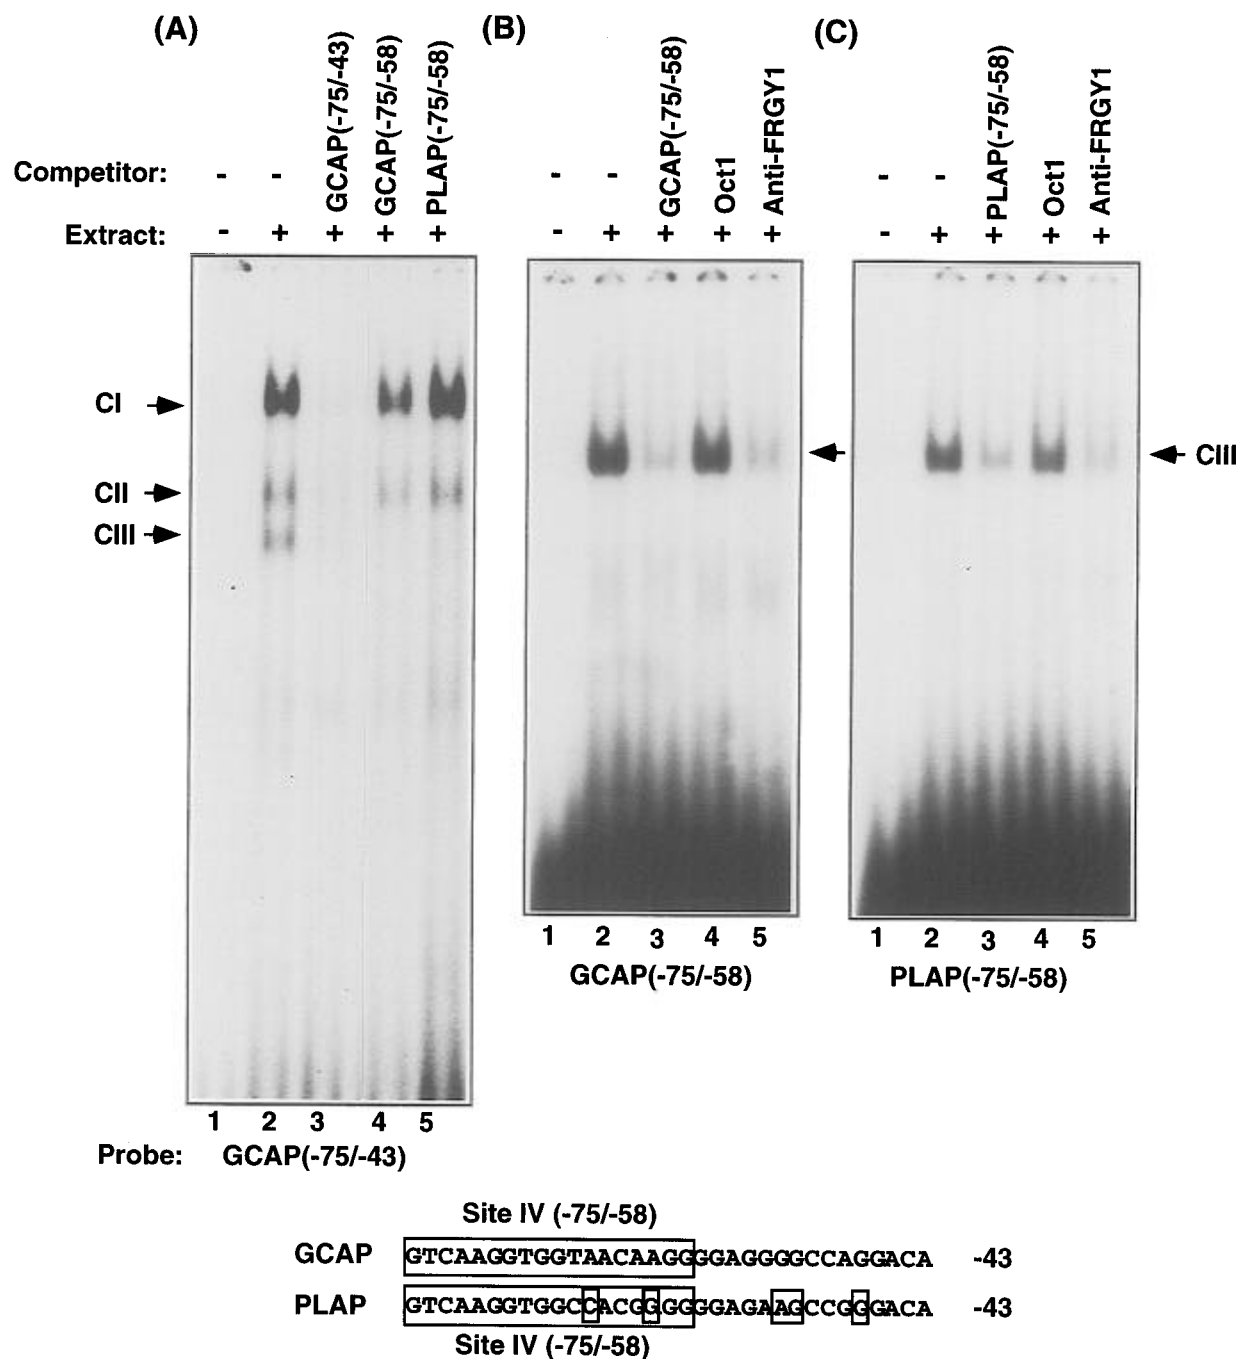 (A) (B) (C)
Competitor: - - GCAP(-75/-43) GCAP(-75/-58) PLAP(-75/-58) - - GCAP(-75/-58) Oct1 Anti-FRGY1 - - PLAP(-75/-58) Oct1 Anti-FRGY1
Extract: - + + + + - + + + + - + + + +
CI
CII
CIII
CIII
1 2 3 4 5
GCAP(-75/-58)
1 2 3 4 5
PLAP(-75/-58)
1 2 3 4 5
Probe: GCAP(-75/-43)
Site IV (-75/-58)
GCAP GTCAAGGTGGTAACAAGGGGAGGGGCCAGGACA -43
PLAP GTCAAGGTGGCCACGGGGGGAGAAGCCGGGACA -43
Site IV (-75/-58)